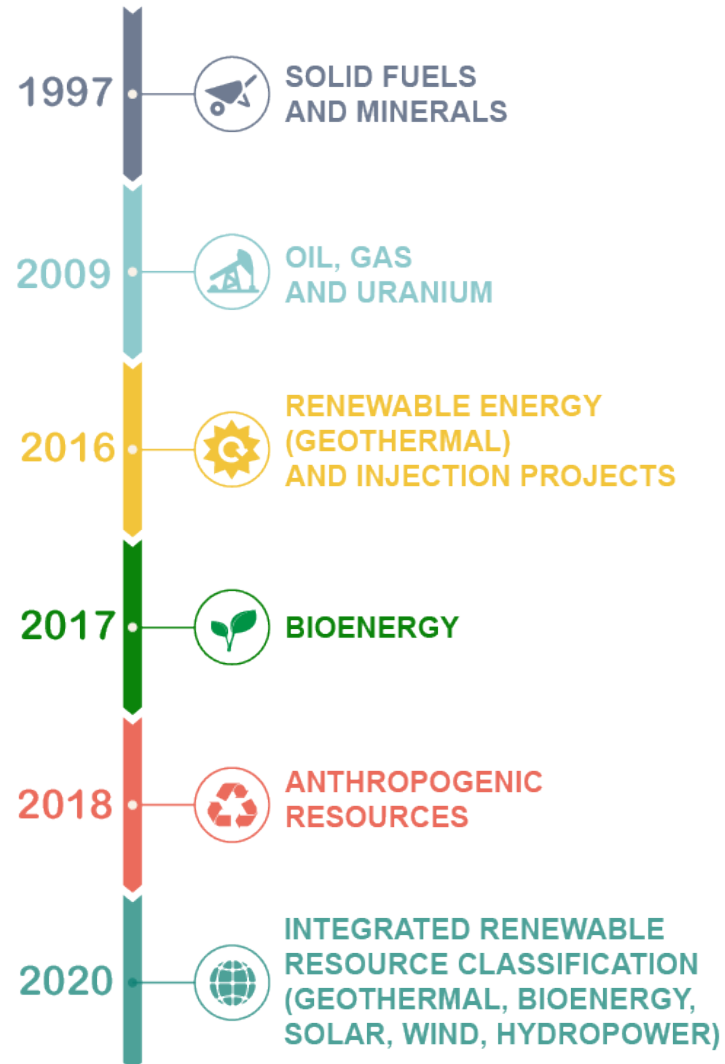 1997
SOLID FUELS
AND MINERALS
2009
OIL, GAS
AND URANIUM
2016
RENEWABLE ENERGY
(GEOTHERMAL)
AND INJECTION PROJECTS
2017
BIOENERGY
2018
ANTHROPOGENIC
RESOURCES
2020
INTEGRATED RENEWABLE
RESOURCE CLASSIFICATION
(GEOTHERMAL, BIOENERGY,
SOLAR, WIND, HYDROPOWER)